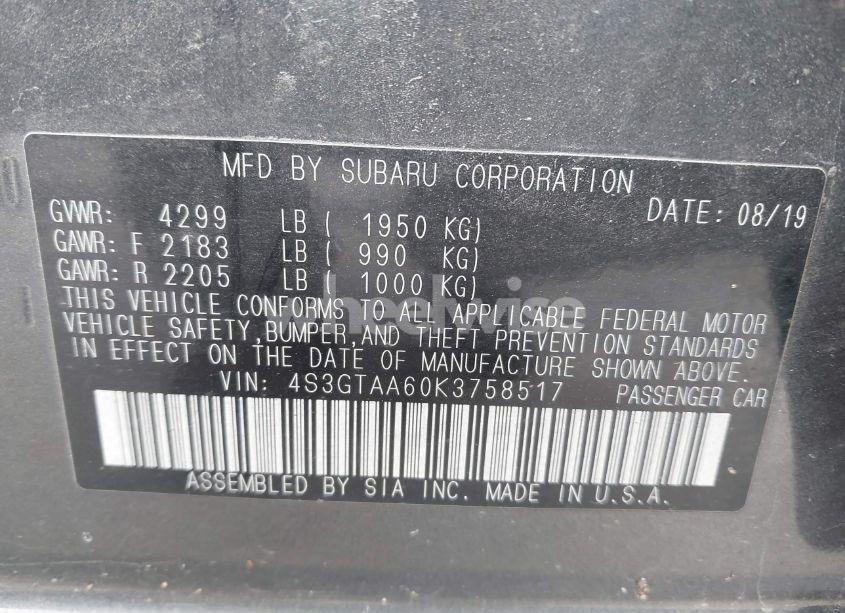 MFD BY SUBARU CORPORATION
GVWR: 4299 LB ( 1950 KG) DATE: 08/19
GAWR: F 2183 LB ( 990 KG)
GAWR: R 2205 LB ( 1000 KG)
THIS VEHICLE CONFORMS TO ALL APPLICABLE FEDERAL MOTOR
VEHICLE SAFETY, BUMPER, AND THEFT PREVENTION STANDARDS
IN EFFECT ON THE DATE OF MANUFACTURE SHOWN ABOVE.
VIN: 4S3GTAA60K3758517 PASSENGER CAR
ASSEMBLED BY SIA INC. MADE IN U.S.A.
wheelwise